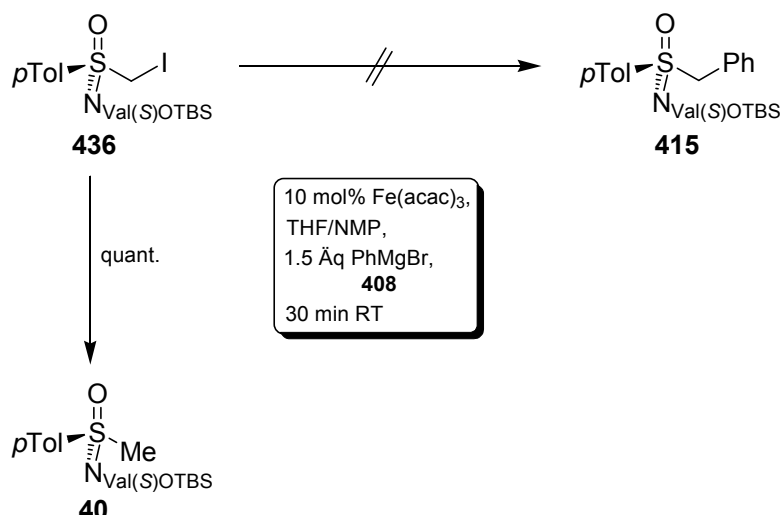 O
pTol S I
N Val(S)OTBS
436
O
pTol S Ph
N Val(S)OTBS
415
quant.
10 mol% Fe(acac)3,
THF/NMP,
1.5 Äq PhMgBr,
408
30 min RT
O
pTol S Me
N Val(S)OTBS
40